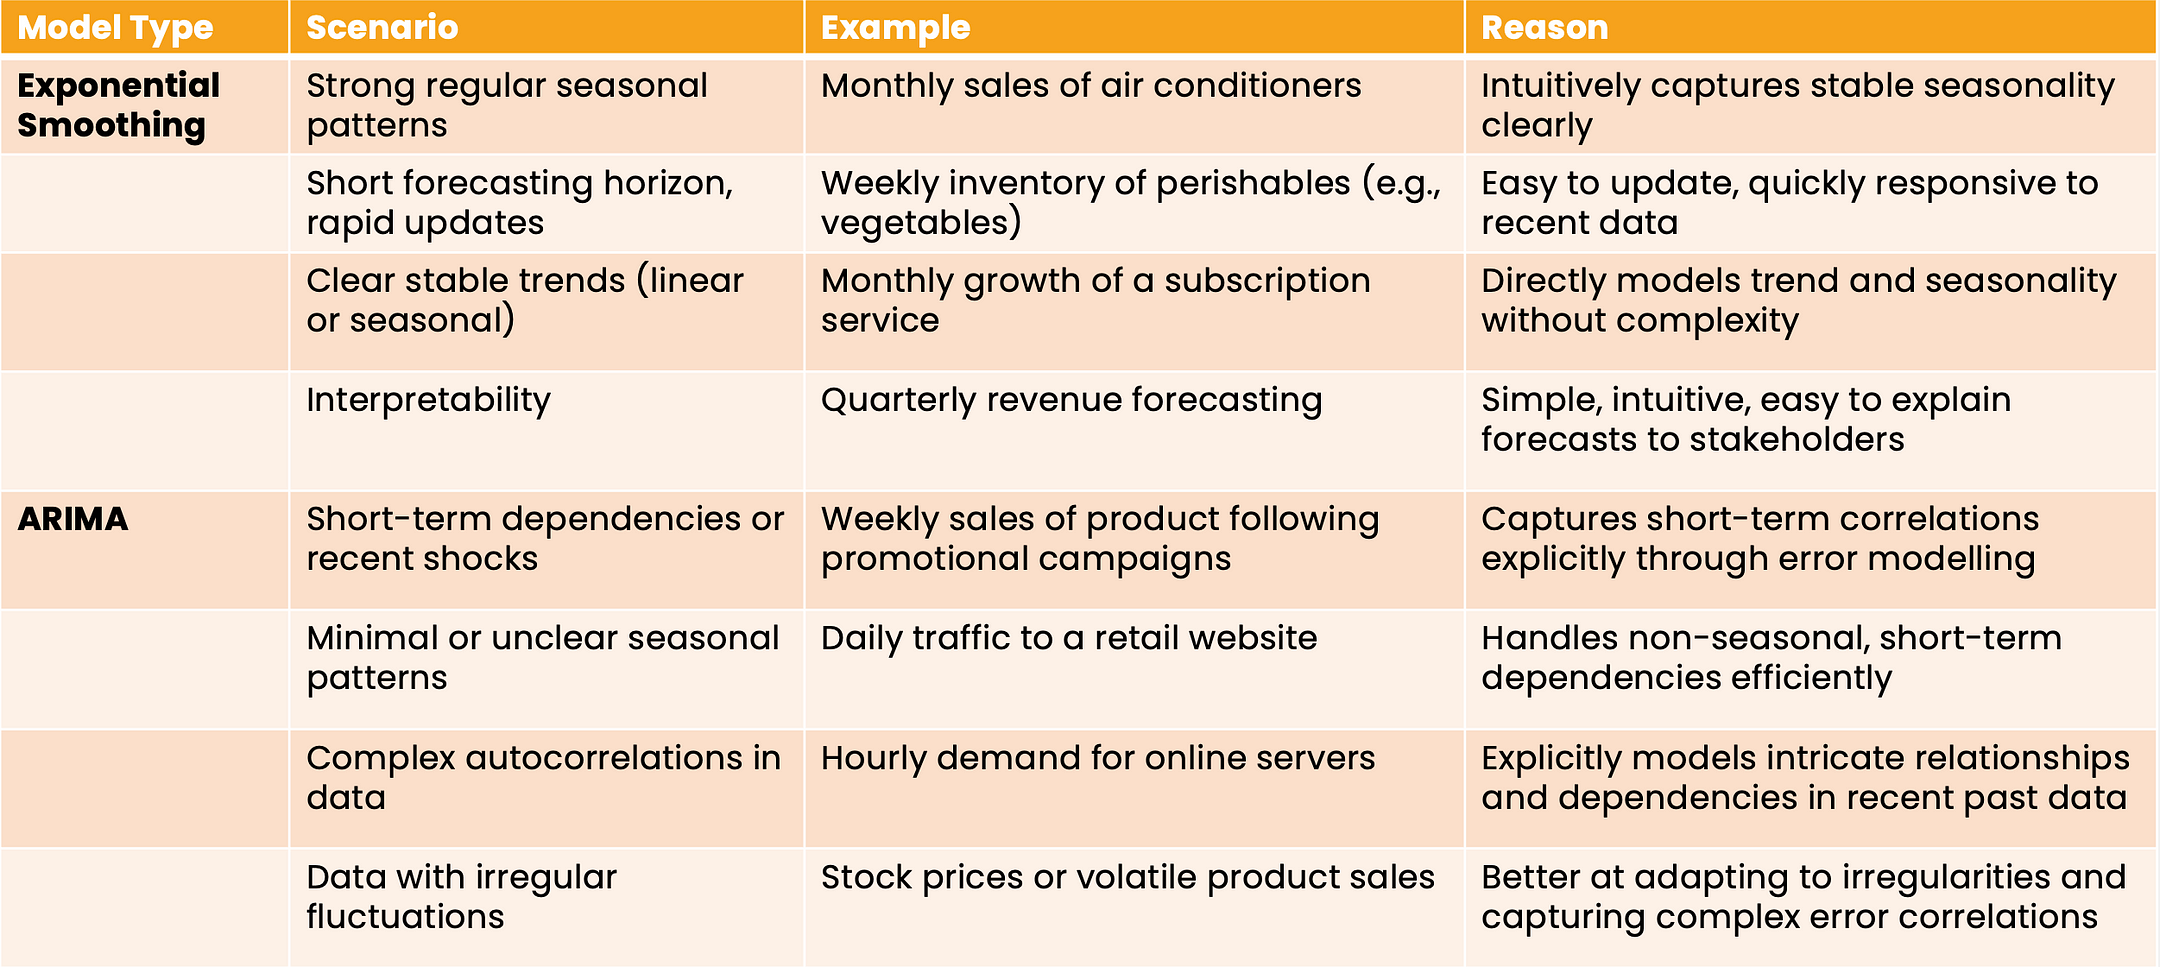 Model Type
Scenario
Example
Reason
Exponential
Smoothing
Strong regular seasonal
patterns
Monthly sales of air conditioners
Intuitively captures stable seasonality
clearly
Short forecasting horizon,
rapid updates
Weekly inventory of perishables (e.g.,
vegetables)
Easy to update, quickly responsive to
recent data
Clear stable trends (linear
or seasonal)
Monthly growth of a subscription
service
Directly models trend and seasonality
without complexity
Interpretability
Quarterly revenue forecasting
Simple, intuitive, easy to explain
forecasts to stakeholders
ARIMA
Short-term dependencies or
recent shocks
Weekly sales of product following
promotional campaigns
Captures short-term correlations
explicitly through error modelling
Minimal or unclear seasonal
patterns
Daily traffic to a retail website
Handles non-seasonal, short-term
dependencies efficiently
Complex autocorrelations in
data
Hourly demand for online servers
Explicitly models intricate relationships
and dependencies in recent past data
Data with irregular
fluctuations
Stock prices or volatile product sales
Better at adapting to irregularities and
capturing complex error correlations